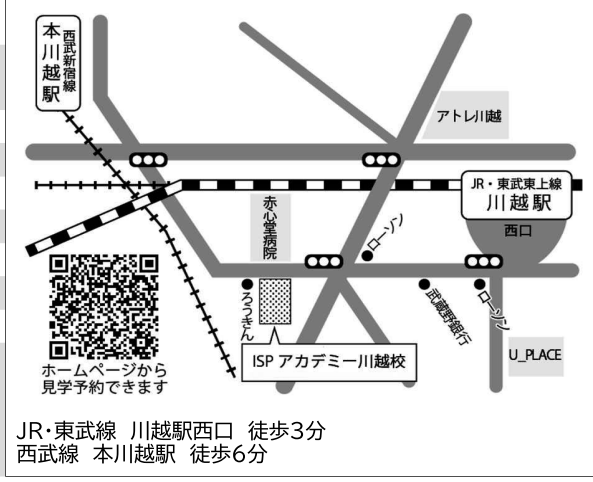 西武新宿線
本川越駅
アトレ川越
JR・東武東上線
川越駅
西口
赤心堂病院
ローソン
ろうきん
武蔵野銀行
ローソン
ISP アカデミー川越校
U_PLACE
ホームページから
見学予約できます
JR・東武線 川越駅西口 徒歩3分
西武線 本川越駅 徒歩6分